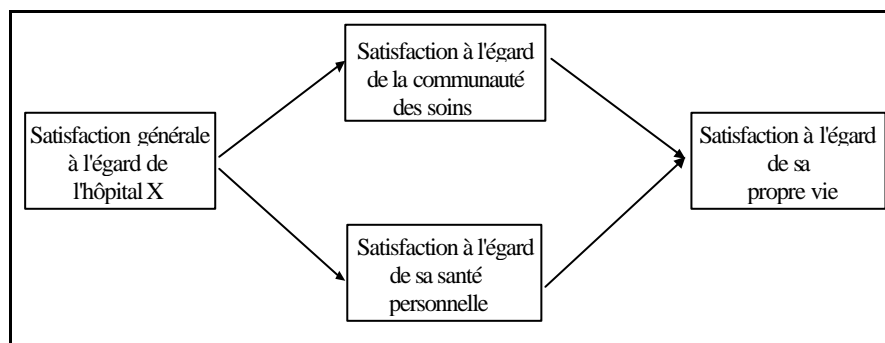 Satisfaction générale
à l'égard de
l'hôpital X
Satisfaction à l'égard
de la communauté
des soins
Satisfaction à l'égard
de sa santé
personnelle
Satisfaction à l'égard
de sa
propre vie